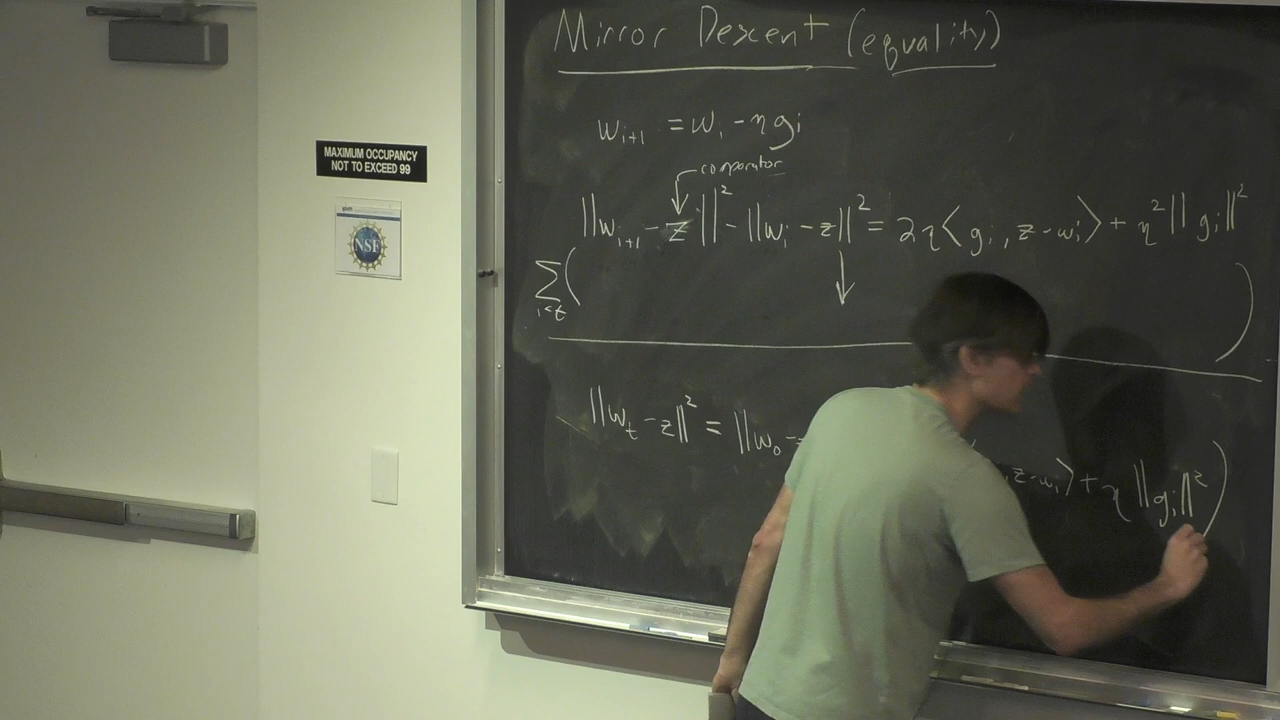 Mirror Descent (equality)
w_{i+1} = w_i - η g_i
comparator
||w_{i+1} - z||^2 - ||w_i - z||^2 = 2η⟨g_i, z - w_i⟩ + η^2 ||g_i||^2
∑_{i<t} ( )
||w_t - z||^2 = ||w_0 - z - w_i⟩ + η ||g_i||^2 )
MAXIMUM OCCUPANCY
NOT TO EXCEED 99
NSF